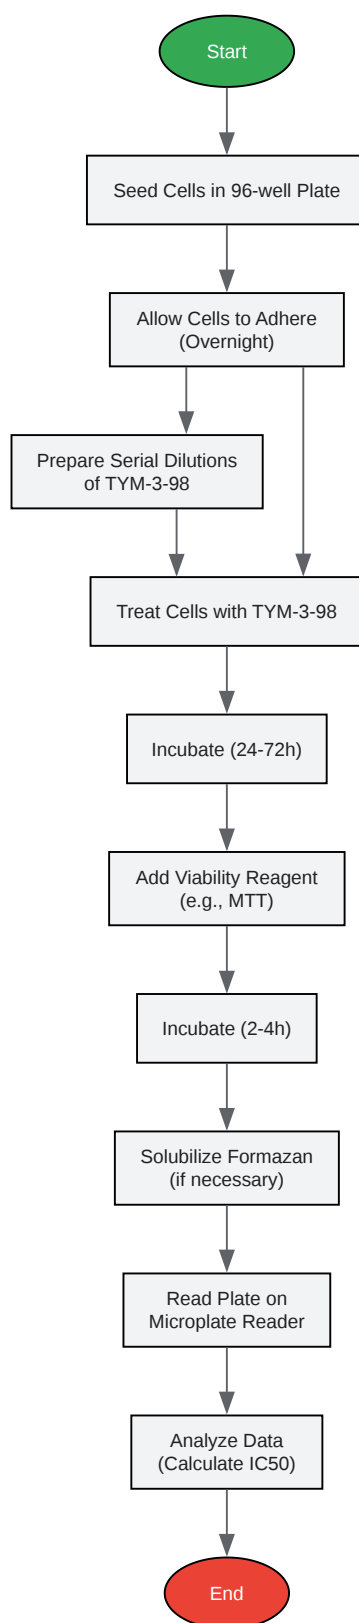 Start
Seed Cells in 96-well Plate
Allow Cells to Adhere
(Overnight)
Prepare Serial Dilutions
of TYM-3-98
Treat Cells with TYM-3-98
Incubate (24-72h)
Add Viability Reagent
(e.g., MTT)
Incubate (2-4h)
Solubilize Formazan
(if necessary)
Read Plate on
Microplate Reader
Analyze Data
(Calculate IC50)
End